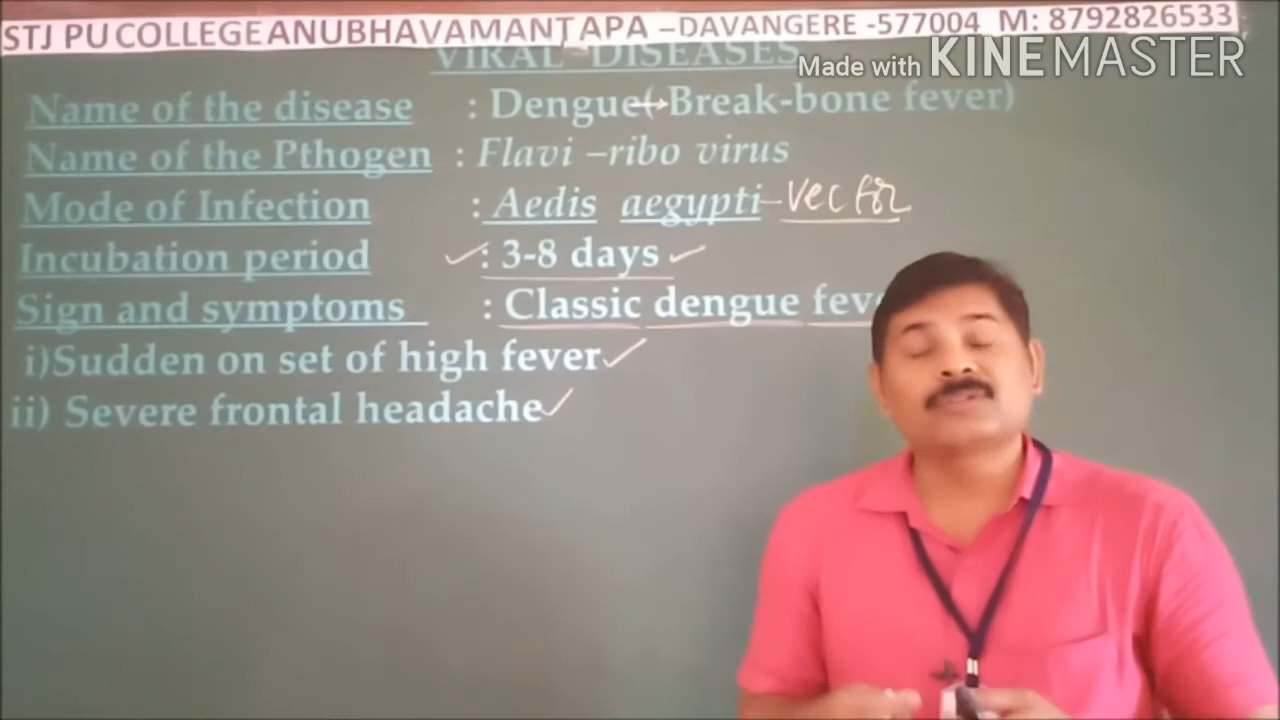 STJ PU COLLEGE ANUBHAVAMANTAPA –DAVANGERE -577004 M: 8792826533
VIRAL DISEASES
Made with KINEMASTER
Name of the disease : Dengue(Break-bone fever)
Name of the Pthogen : Flavi –ribo virus
Mode of Infection : Aedis aegypti-vector
Incubation period : 3-8 days
Sign and symptoms : Classic dengue
i)Sudden on set of high fever
ii) Severe frontal headache